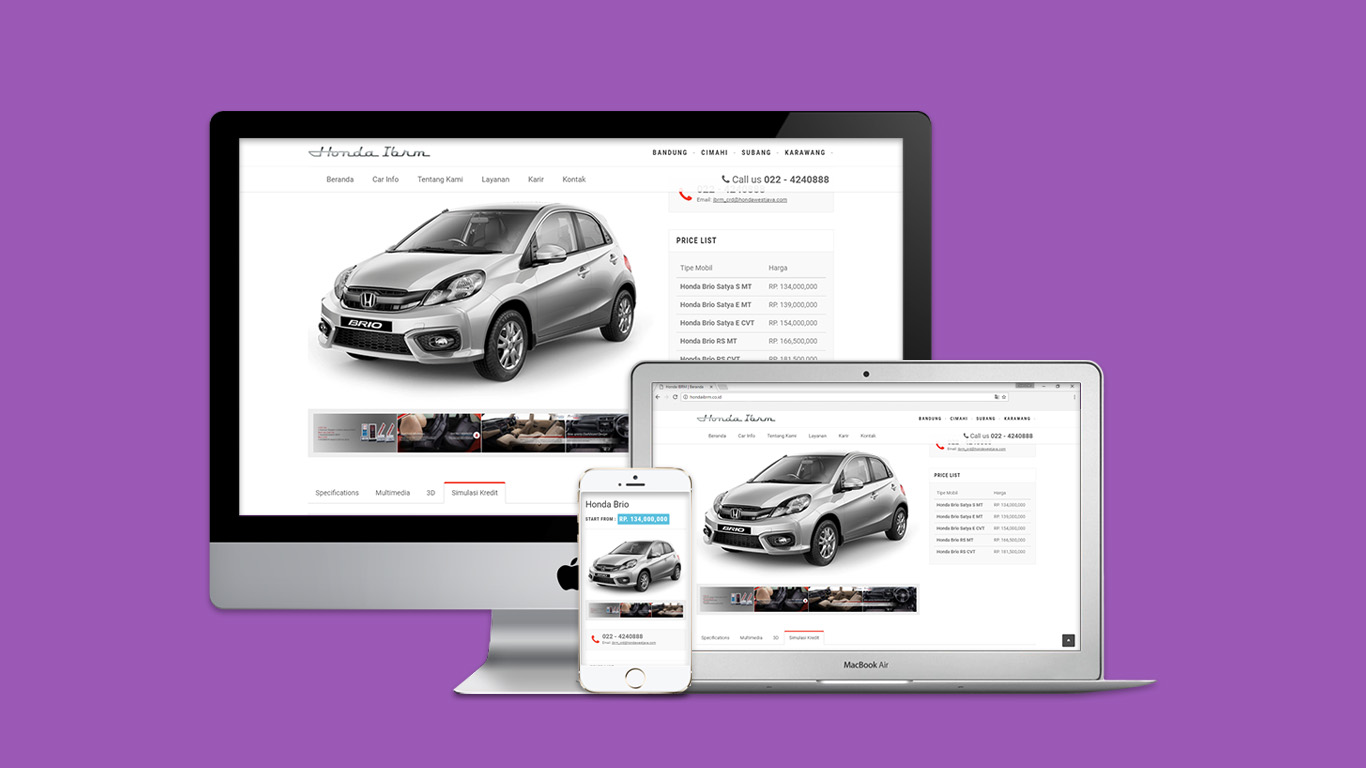 Honda Ibrm
BANDUNG - CIMAHI - SUBANG - KARAWANG -
Beranda Car Info Tentang Kami Layanan Karir Kontak
Call us 022 - 4240888
022 - 4240888
Email: ibrm_crd@hondawestjava.com
BRIO
PRICE LIST
Tipe Mobil Harga
Honda Brio Satya S MT RP. 134,000,000
Honda Brio Satya E MT RP. 139,000,000
Honda Brio Satya E CVT RP. 154,000,000
Honda Brio RS MT RP. 166,500,000
Honda Brio RS CVT RP. 181,500,000
Specifications Multimedia 3D Simulasi Kredit
Honda IBRM | Beranda
hondaibrm.co.id
Honda Ibrm
BANDUNG CIMAHI SUBANG KARAWANG
Beranda Car Info Tentang Kami Layanan Karir Kontak
Call us 022 - 4240888
Email: ibrm_crd@hondawestjava.com
BRIO
PRICE LIST
Tipe Mobil Harga
Honda Brio Satya S MT RP. 134,000,000
Honda Brio Satya E MT RP. 139,000,000
Honda Brio Satya E CVT RP. 154,000,000
Honda Brio RS MT RP. 166,500,000
Honda Brio RS CVT RP. 181,500,000
Specifications Multimedia 3D Simulasi Kredit
MacBook Air
Honda Brio
START FROM : RP. 134,000,000
022 - 4240888
Email: ibrm_crd@hondawestjava.com